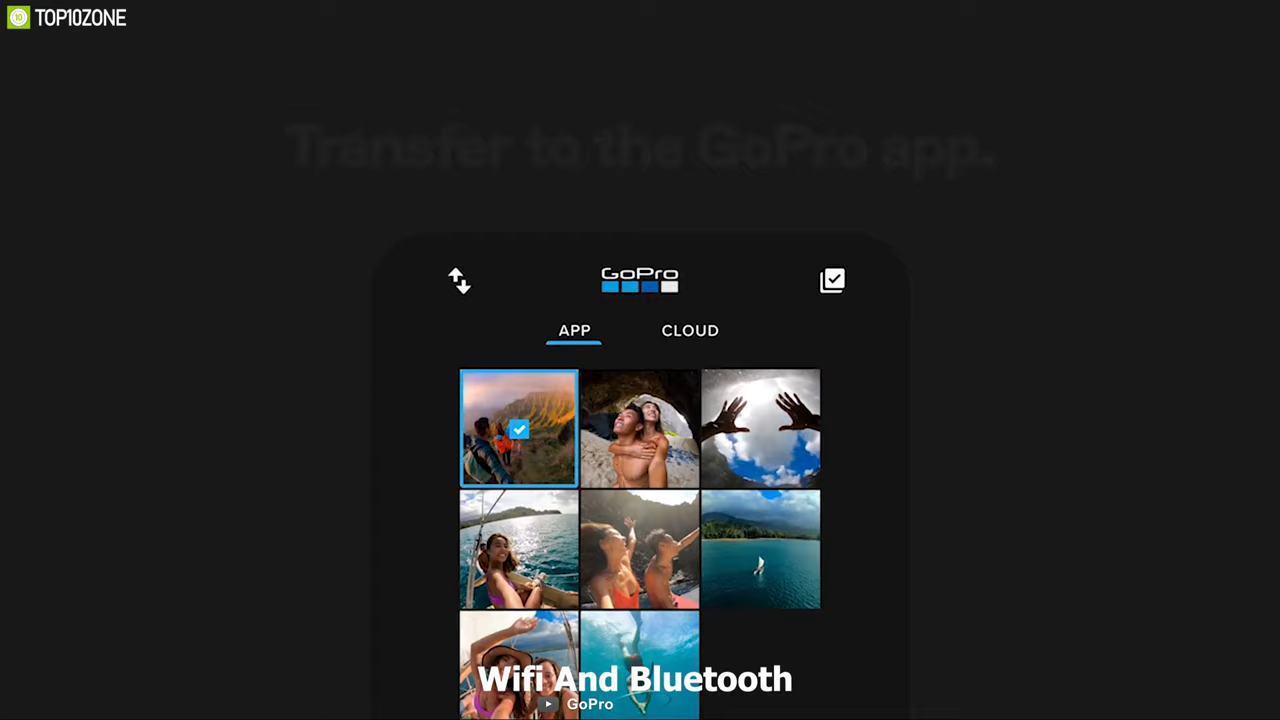 TOP10ZONE
Transfer to the GoPro app.
GoPro
APP
CLOUD
Wifi And Bluetooth
GoPro